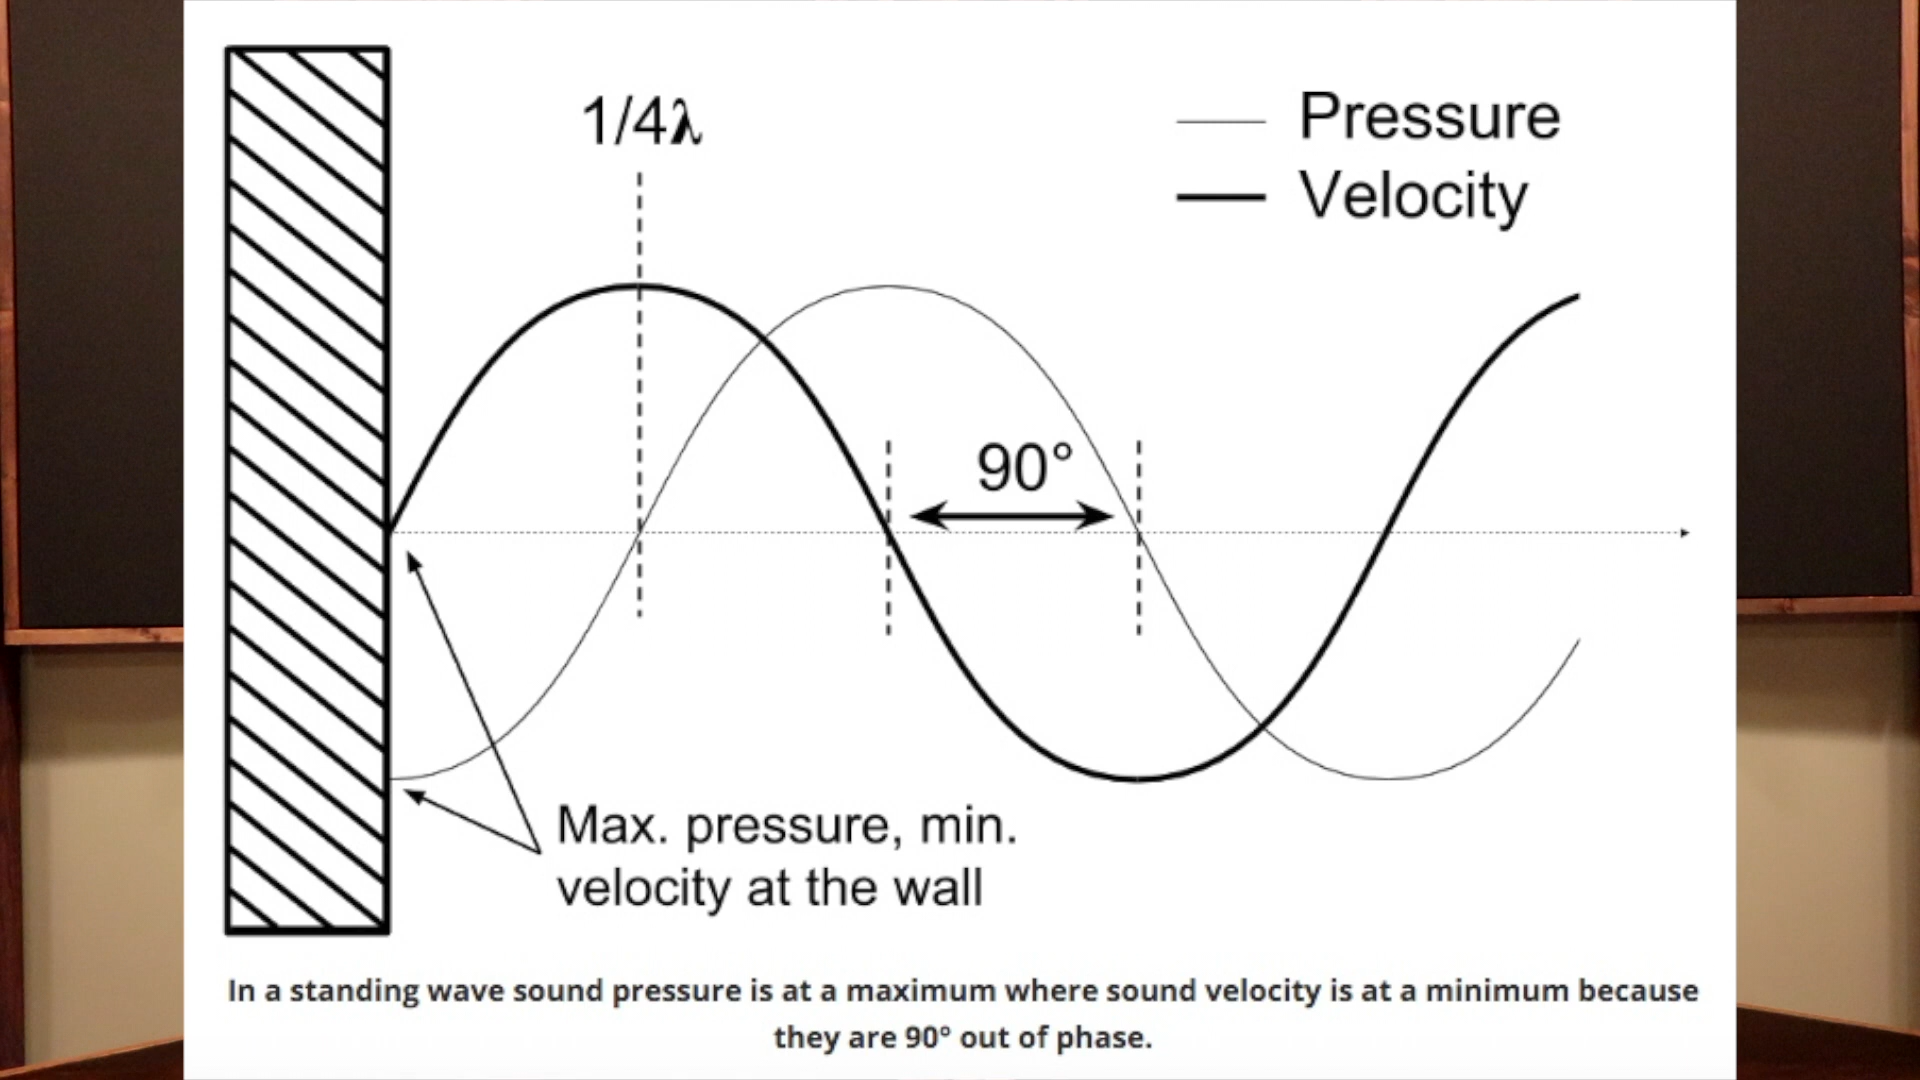 1/4λ
Pressure
Velocity
90°
Max. pressure, min.
velocity at the wall
In a standing wave sound pressure is at a maximum where sound velocity is at a minimum because
they are 90° out of phase.